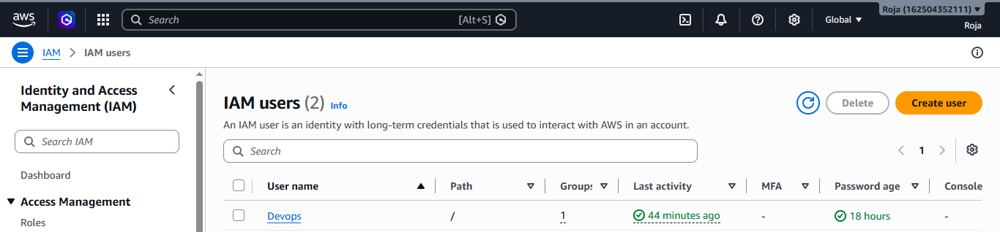 aws
Search [Alt+S]
Global
Roja (162504352111)
Roja
IAM > IAM users
Identity and Access
Management (IAM)
Search IAM
Dashboard
Access Management
Roles
IAM users (2) Info
Delete
Create user
An IAM user is an identity with long-term credentials that is used to interact with AWS in an account.
Search
1
User name Path Groups Last activity MFA Password age Console
Devops / 1 44 minutes ago - 18 hours -